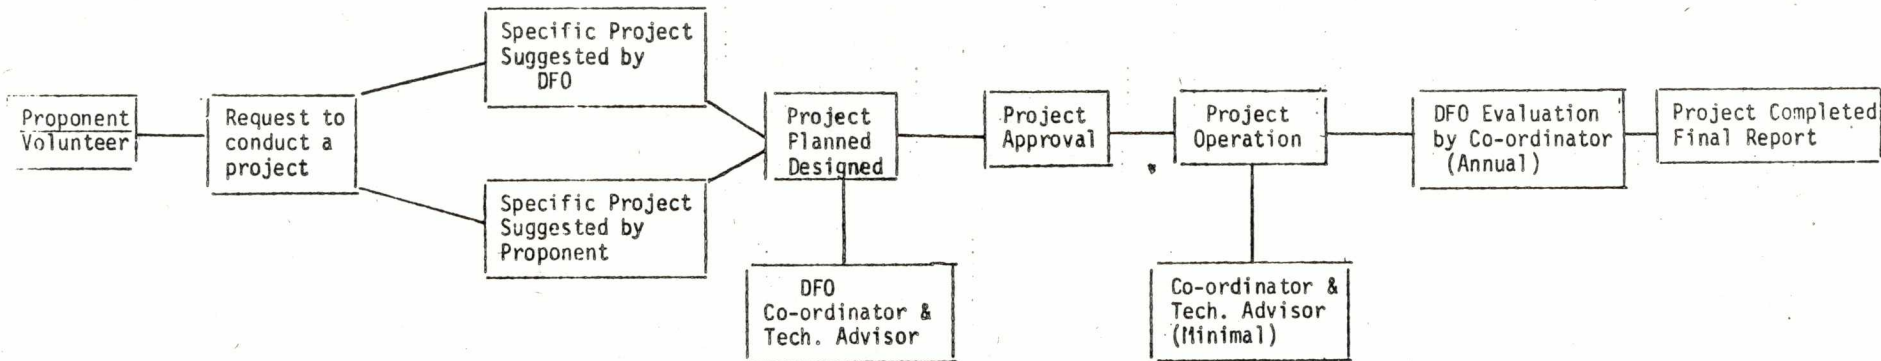 Proponent
Volunteer
Request to
conduct a
project
Specific Project
Suggested by
DFO
Specific Project
Suggested by
Proponent
Project
Planned
Designed
DFO
Co-ordinator &
Tech. Advisor
Project
Approval
Project
Operation
Co-ordinator &
Tech. Advisor
(Minimal)
DFO Evaluation
by Co-ordinator
(Annual)
Project Completed
Final Report